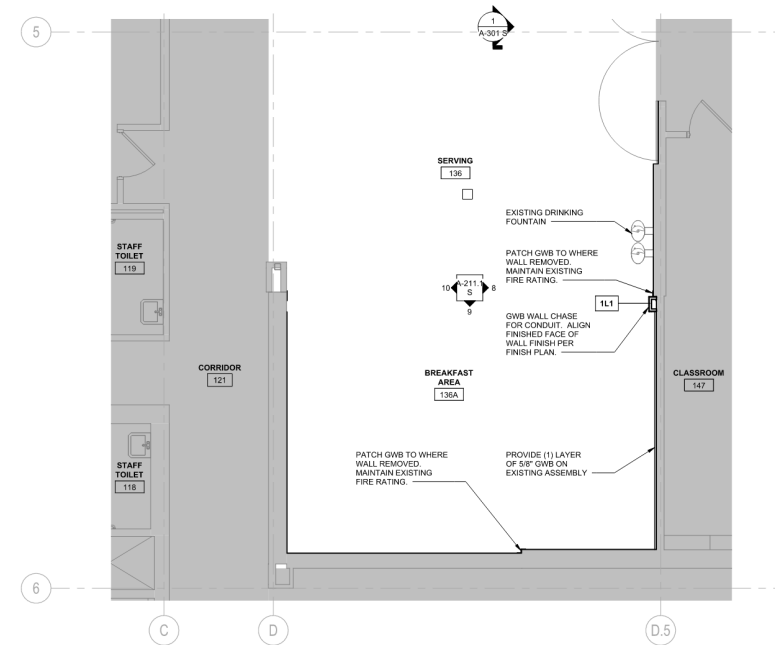 5
1
A-301 S
SERVING
136
EXISTING DRINKING
FOUNTAIN
STAFF
TOILET
119
PATCH GWB TO WHERE
WALL REMOVED.
MAINTAIN EXISTING
FIRE RATING.
10
A-211.1
S
8
9
1L1
GWB WALL CHASE
FOR CONDUIT. ALIGN
FINISHED FACE OF
WALL FINISH PER
FINISH PLAN.
CORRIDOR
121
BREAKFAST
AREA
136A
CLASSROOM
147
STAFF
TOILET
118
PATCH GWB TO WHERE
WALL REMOVED.
MAINTAIN EXISTING
FIRE RATING.
PROVIDE (1) LAYER
OF 5/8" GWB ON
EXISTING ASSEMBLY
6
C
D
D.5